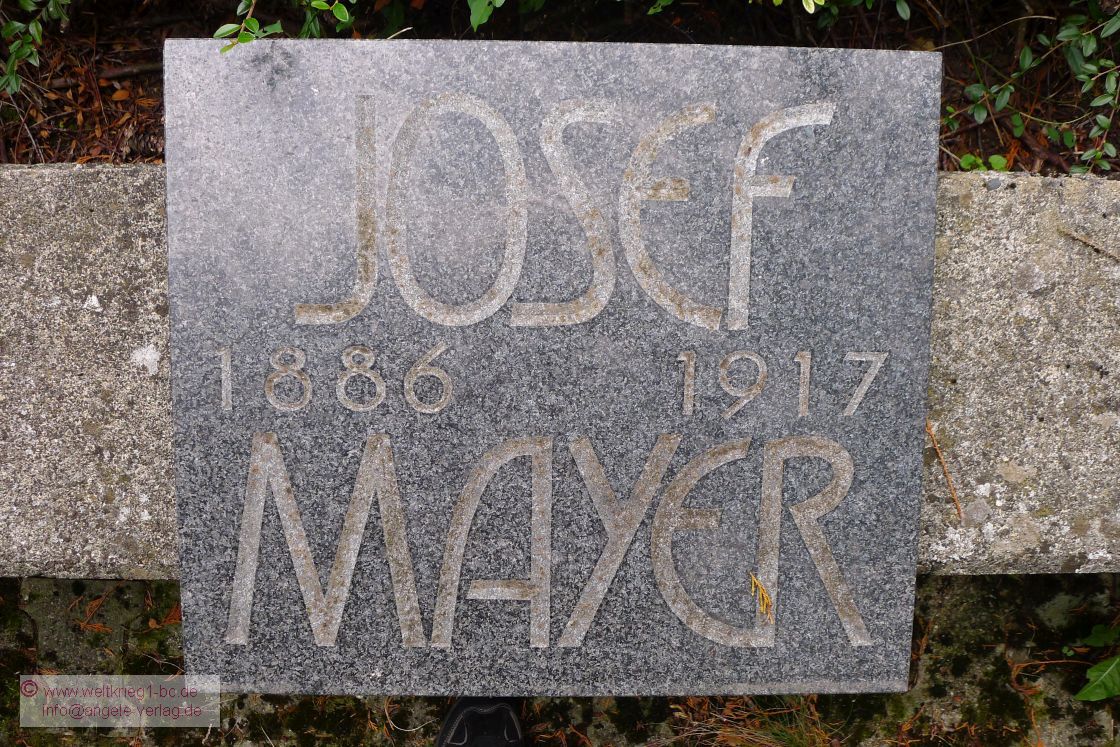 JOSEF
1886 1917
MAYER
© www.weltkrieg1-bc.de
info@angele-verlag.de